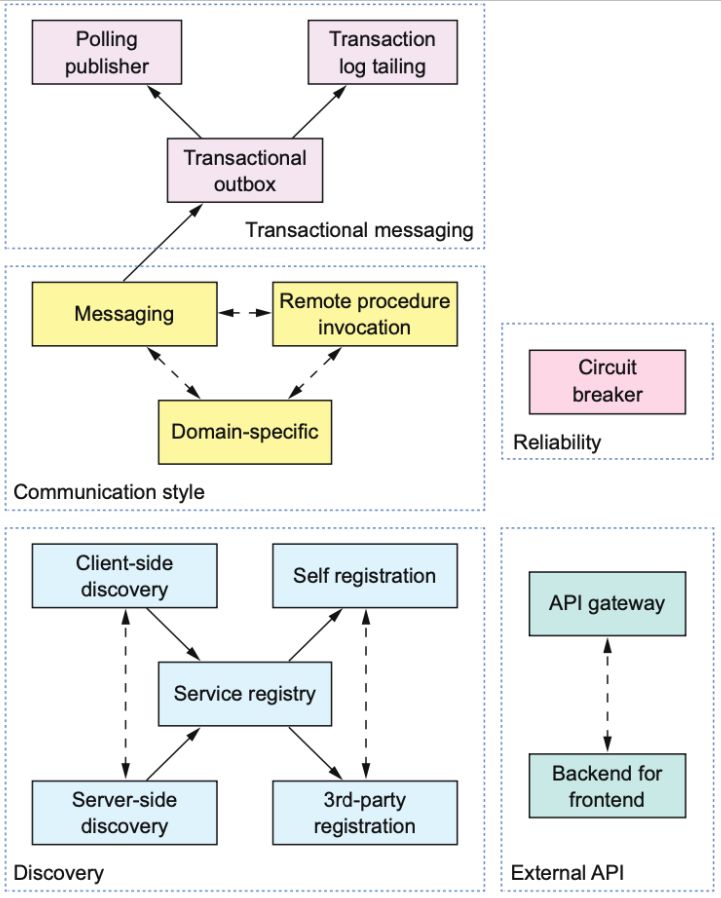 Polling
publisher
Transaction
log tailing
Transactional
outbox
Transactional messaging
Messaging
Remote procedure
invocation
Domain-specific
Communication style
Circuit
breaker
Reliability
Client-side
discovery
Self registration
Service registry
Server-side
discovery
3rd-party
registration
Discovery
API gateway
Backend for
frontend
External API